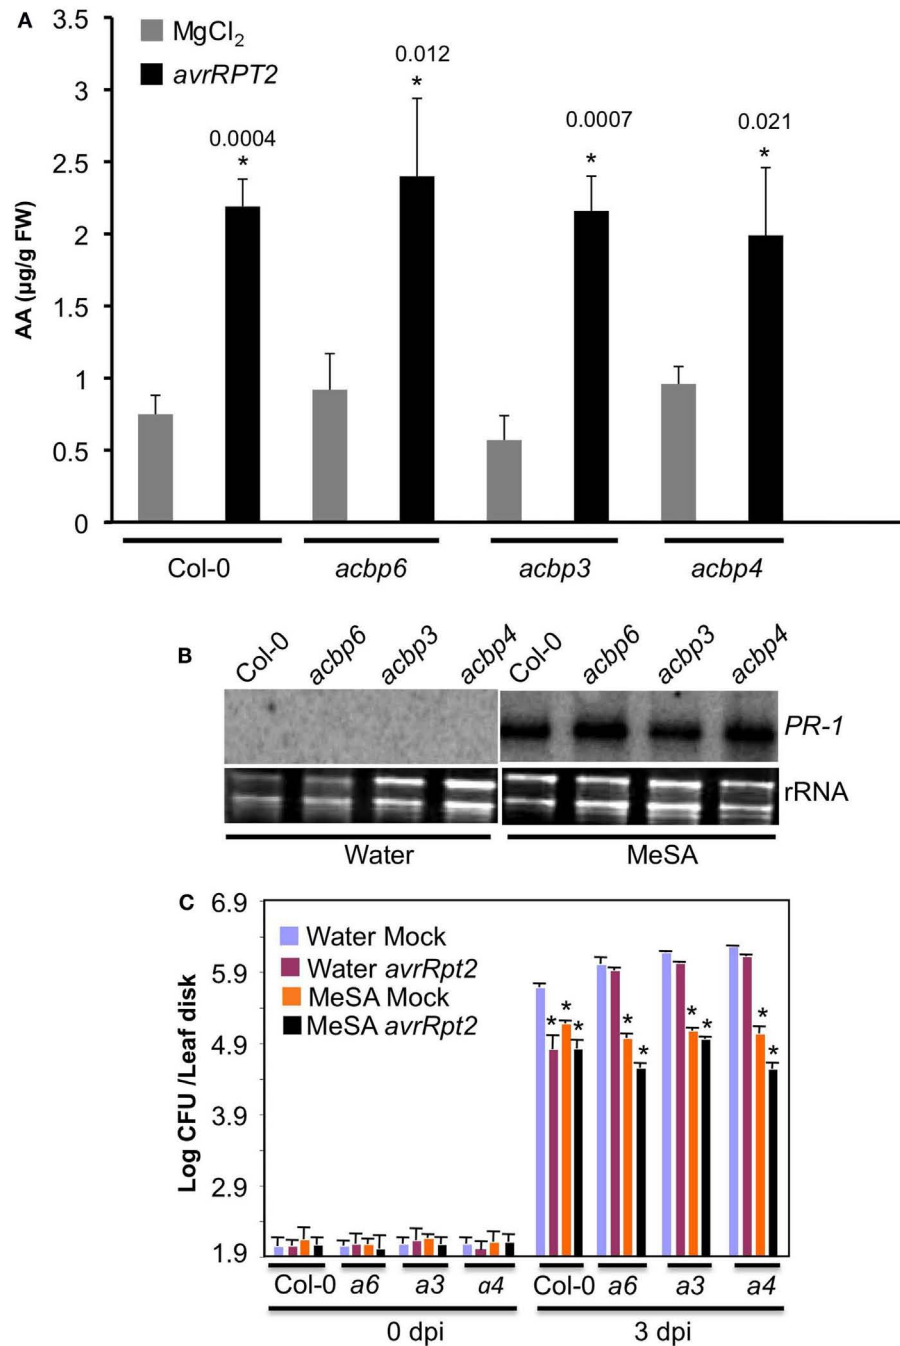 A
3.5
3
2.5
2
1.5
1
0.5
0
AA (µg/g FW)
MgCl₂
avrRPT2
0.0004
*
0.012
*
0.0007
*
0.021
*
Col-0 acbp6 acbp3 acbp4
B
Col-0 acbp6 acbp3 acbp4 Col-0 acbp6 acbp3 acbp4
PR-1
rRNA
Water MeSA
C
6.9
5.9
4.9
3.9
2.9
1.9
Log CFU /Leaf disk
Water Mock
Water avrRpt2
MeSA Mock
MeSA avrRpt2
* * * * * * * * *
Col-0 a6 a3 a4 Col-0 a6 a3 a4
0 dpi 3 dpi